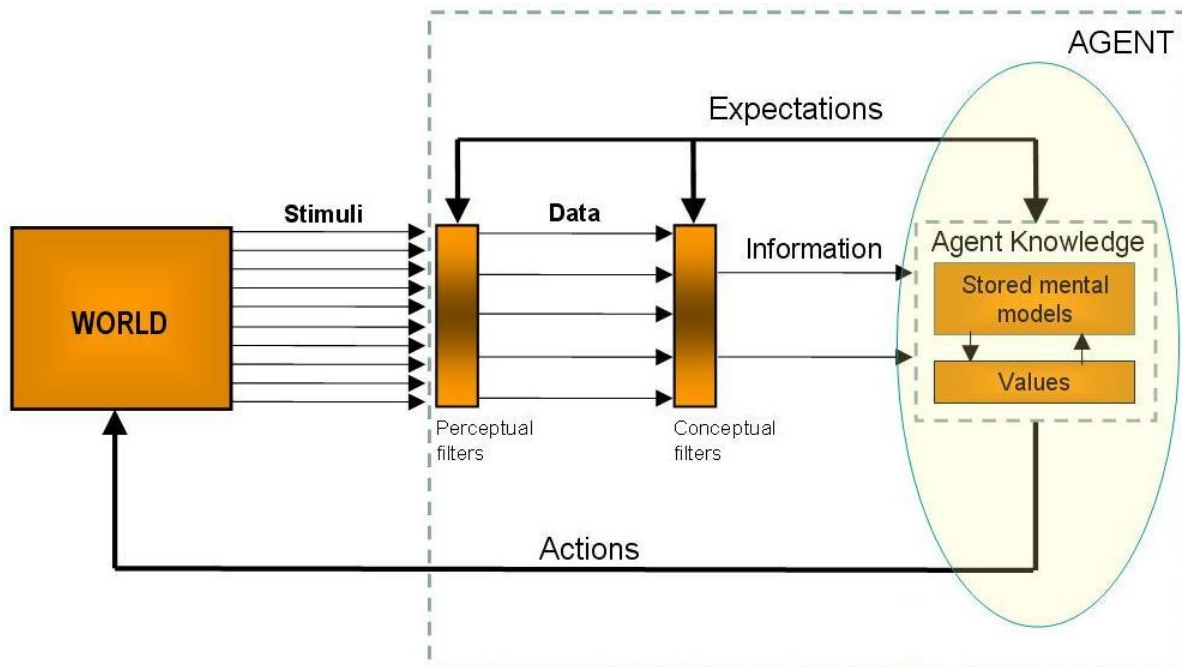 AGENT
Expectations
Stimuli
Data
Information
Agent Knowledge
Stored mental
models
Values
WORLD
Perceptual
filters
Conceptual
filters
Actions